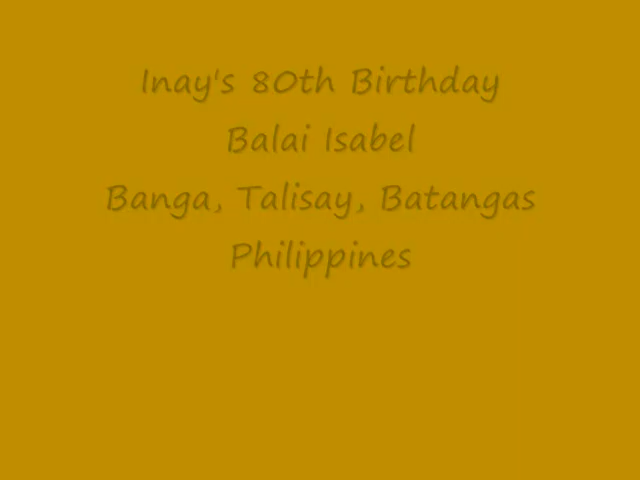 Inay's 80th Birthday
Balai Isabel
Banga, Talisay, Batangas
Philippines